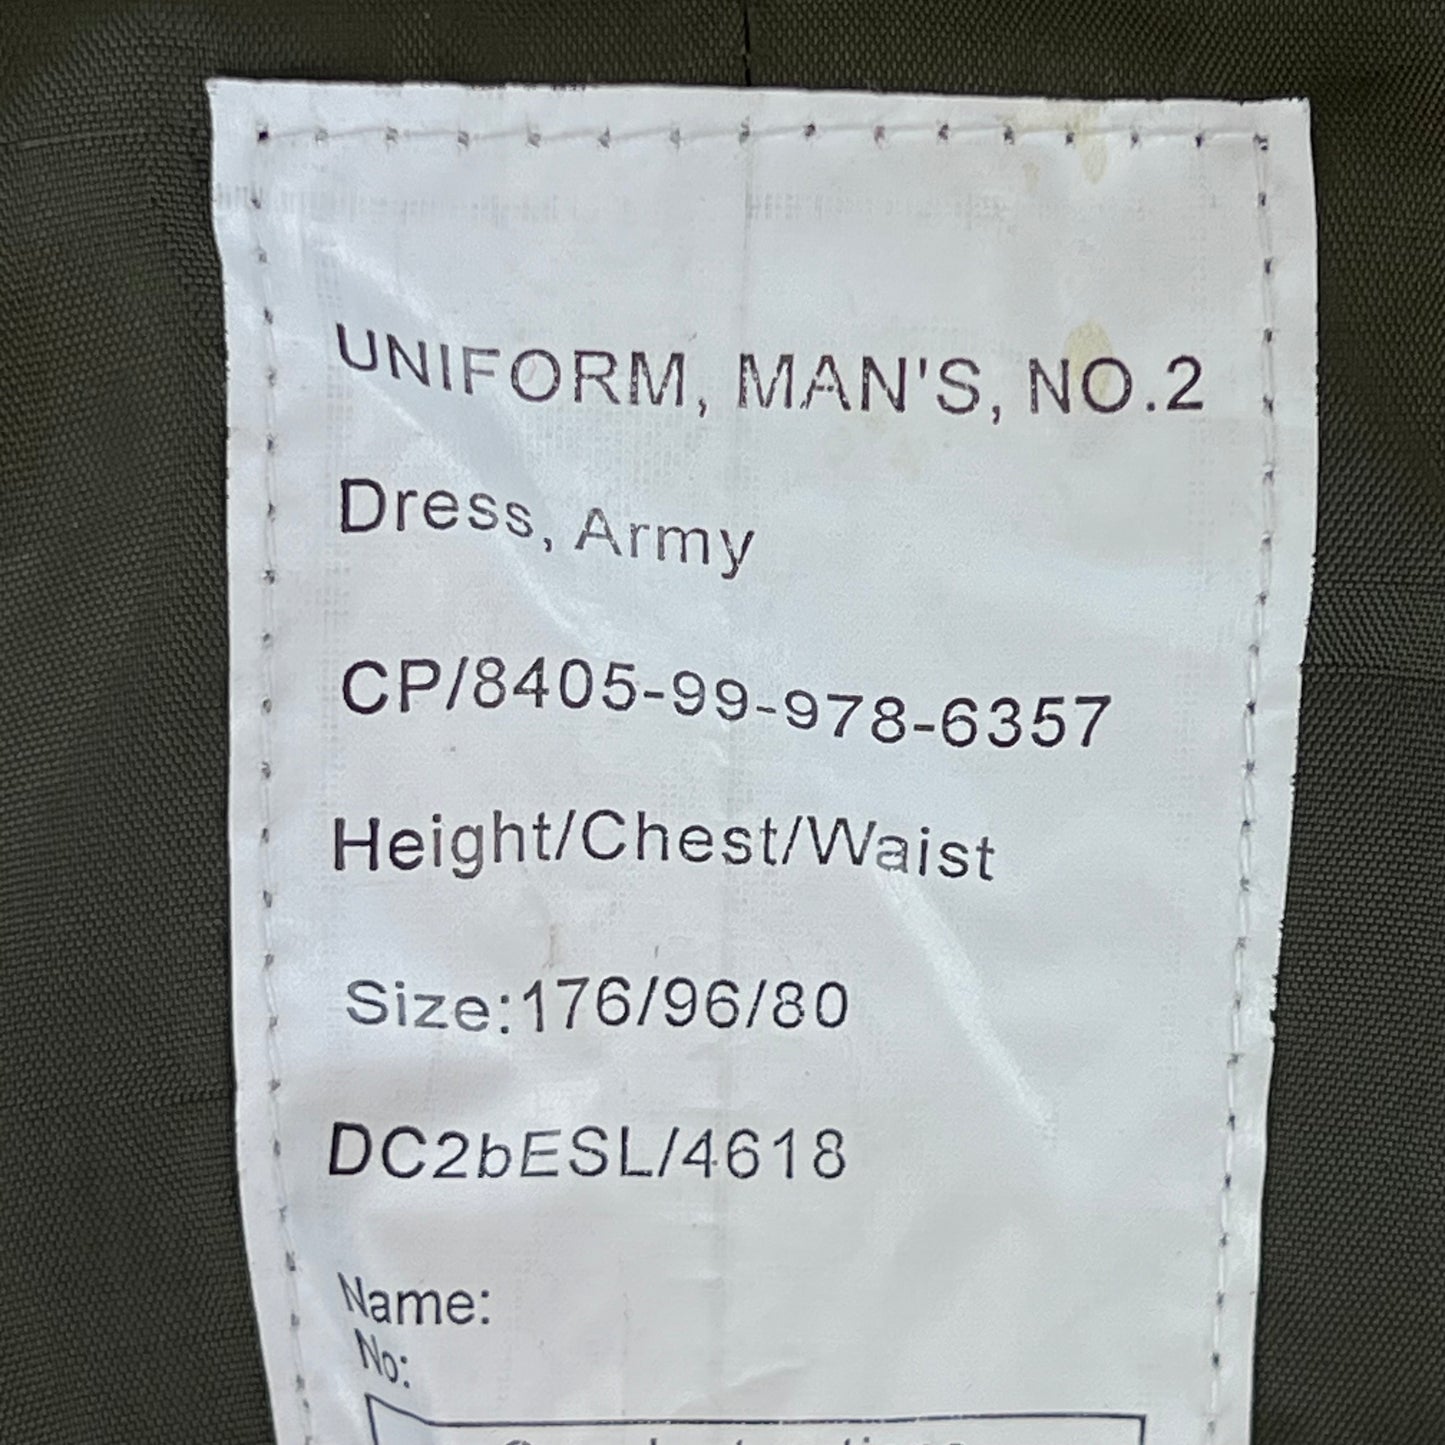 UNIFORM, MAN'S, NO.2
Dress, Army
CP/8405-99-978-6357
Height/Chest/Waist
Size:176/96/80
DC2bESL/4618
Name:
No: